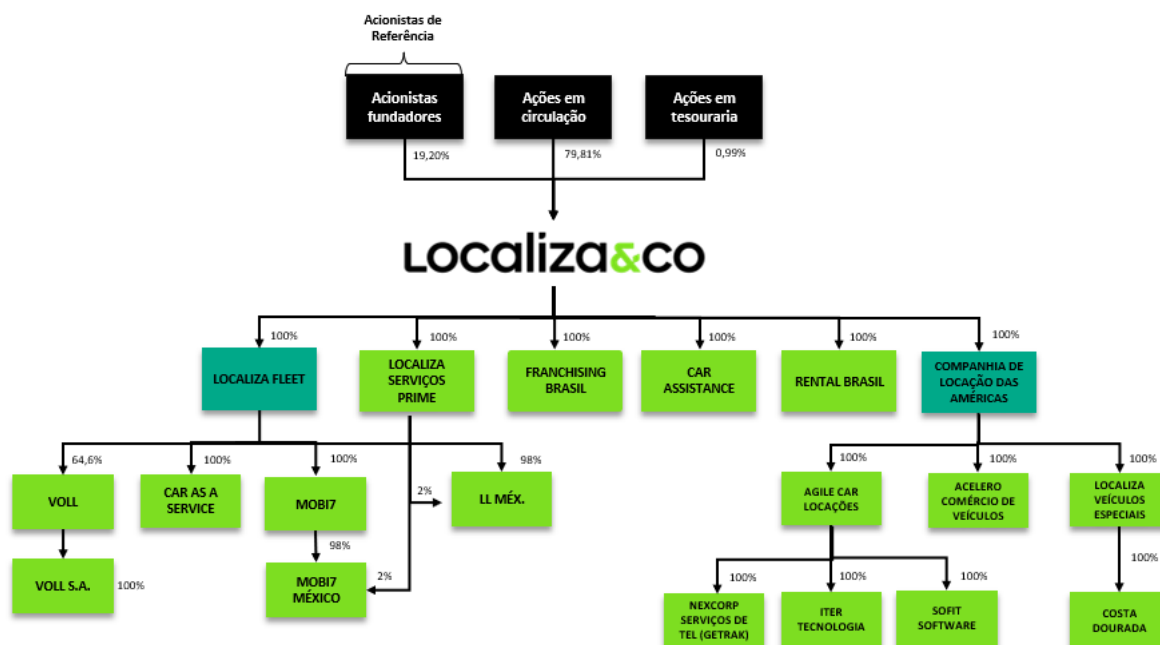 Acionistas de
Referência
Acionistas
fundadores
Ações em
circulação
Ações em
tesouraria
19,20%
79,81%
0,99%
Localiza&co
100%
100%
100%
100%
100%
100%
LOCALIZA FLEET
LOCALIZA
SERVIÇOS
PRIME
FRANCHISING
BRASIL
CAR
ASSISTANCE
RENTAL BRASIL
COMPANHIA DE
LOCAÇÃO DAS
AMÉRICAS
64,6%
100%
100%
98%
100%
100%
100%
VOLL
CAR AS A
SERVICE
MOBI7
2%
LL MÉX.
AGILE CAR
LOCAÇÕES
ACELERO
COMÉRCIO DE
VEÍCULOS
LOCALIZA
VEÍCULOS
ESPECIAIS
98%
100%
VOLL S.A.
100%
MOBI7
MÉXICO
2%
100%
100%
100%
NEXCORP
SERVIÇOS DE
TEL (GETRAK)
ITER
TECNOLOGIA
SOFIT
SOFTWARE
COSTA
DOURADA